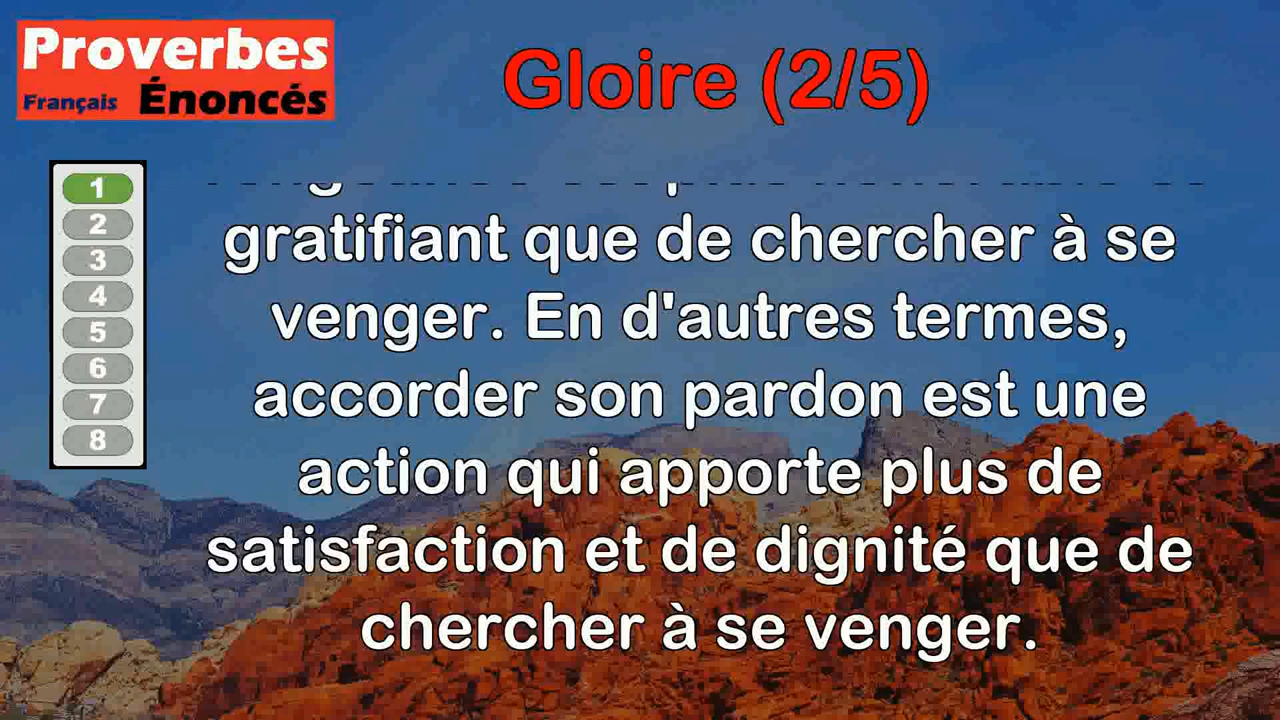 Proverbes
Français Énoncés
Gloire (2/5)
1
2
3
4
5
6
7
8
gratifiant que de chercher à se
venger. En d'autres termes,
accorder son pardon est une
action qui apporte plus de
satisfaction et de dignité que de
chercher à se venger.